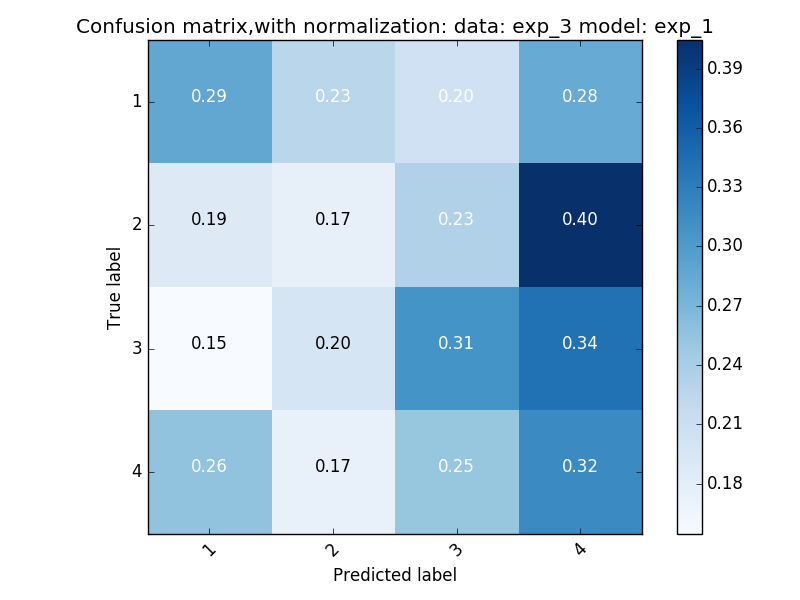 Confusion matrix,with normalization: data: exp_3 model: exp_1
1 0.29 0.23 0.20 0.28
2 0.19 0.17 0.23 0.40
3 0.15 0.20 0.31 0.34
4 0.26 0.17 0.25 0.32
1 2 3 4
True label
Predicted label
0.39
0.36
0.33
0.30
0.27
0.24
0.21
0.18